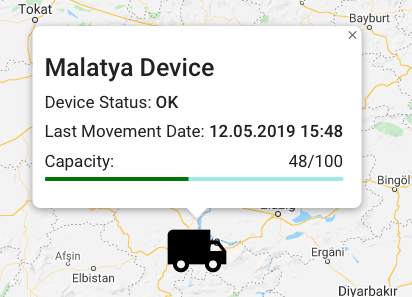 Tokat
Bayburt
×
Malatya Device
Device Status: OK
Last Movement Date: 12.05.2019 15:48
Capacity: 48/100
Bingöl
Afşin
Ergani
Elbistan
Diyarbakır